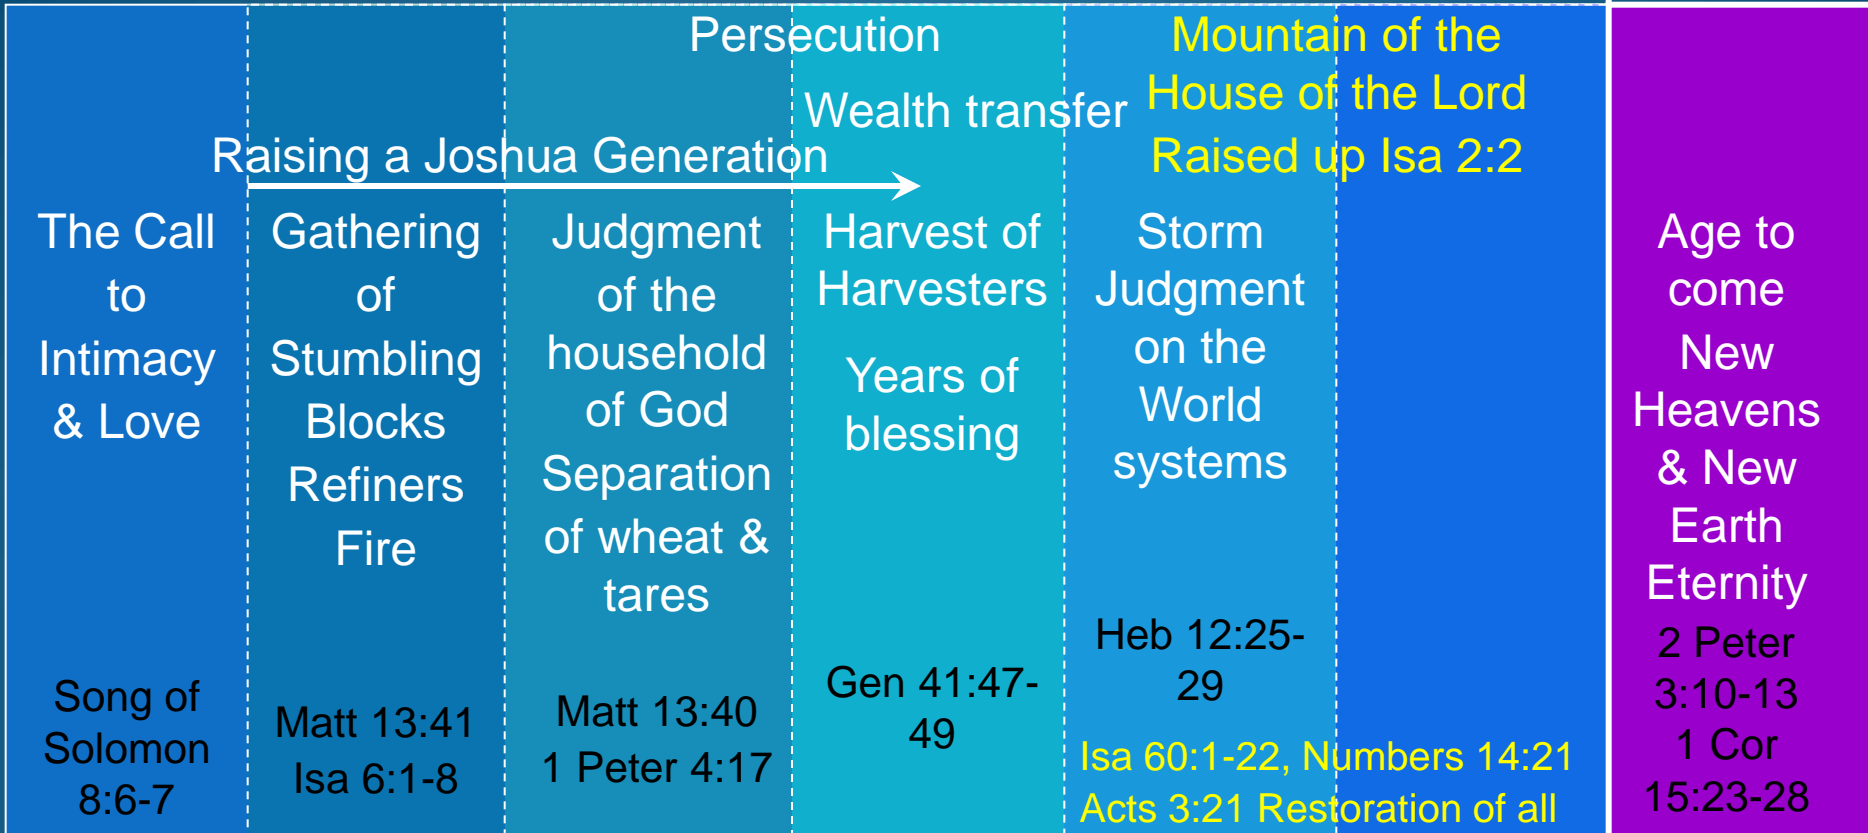 Persecution
Wealth transfer
Mountain of the
House of the Lord
Raised up Isa 2:2
Raising a Joshua Generation
The Call
to
Intimacy
& Love
Song of
Solomon
8:6-7
Gathering
of
Stumbling
Blocks
Refiners
Fire
Matt 13:41
Isa 6:1-8
Judgment
of the
household
of God
Separation
of wheat &
tares
Matt 13:40
1 Peter 4:17
Harvest of
Harvesters
Years of
blessing
Gen 41:47-
49
Storm
Judgment
on the
World
systems
Heb 12:25-
29
Isa 60:1-22, Numbers 14:21
Acts 3:21 Restoration of all
Age to
come
New
Heavens
& New
Earth
Eternity
2 Peter
3:10-13
1 Cor
15:23-28